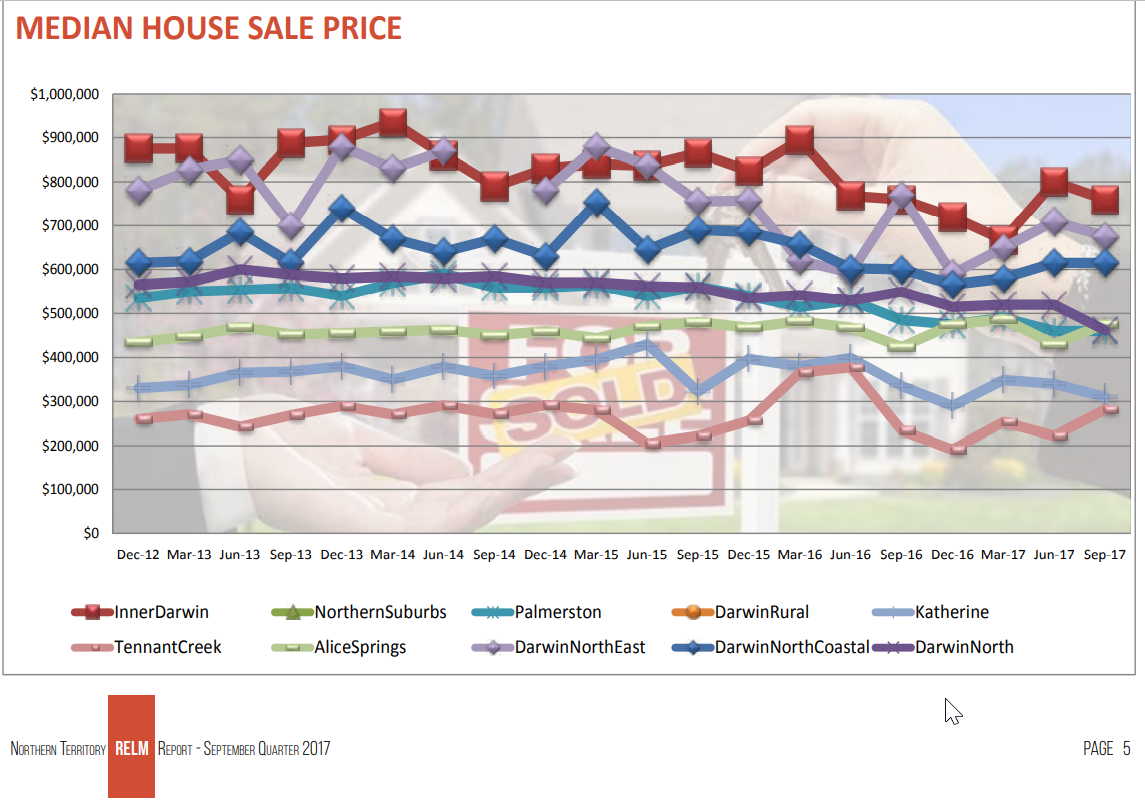 MEDIAN HOUSE SALE PRICE
$1,000,000
$900,000
$800,000
$700,000
$600,000
$500,000
$400,000
$300,000
$200,000
$100,000
$0
Dec-12 Mar-13 Jun-13 Sep-13 Dec-13 Mar-14 Jun-14 Sep-14 Dec-14 Mar-15 Jun-15 Sep-15 Dec-15 Mar-16 Jun-16 Sep-16 Dec-16 Mar-17 Jun-17 Sep-17
FOR
SOLD
InnerDarwin NorthernSuburbs Palmerston DarwinRural Katherine
TennantCreek AliceSprings DarwinNorthEast DarwinNorthCoastal DarwinNorth
Northern Territory RELM Report - September Quarter 2017 PAGE 5